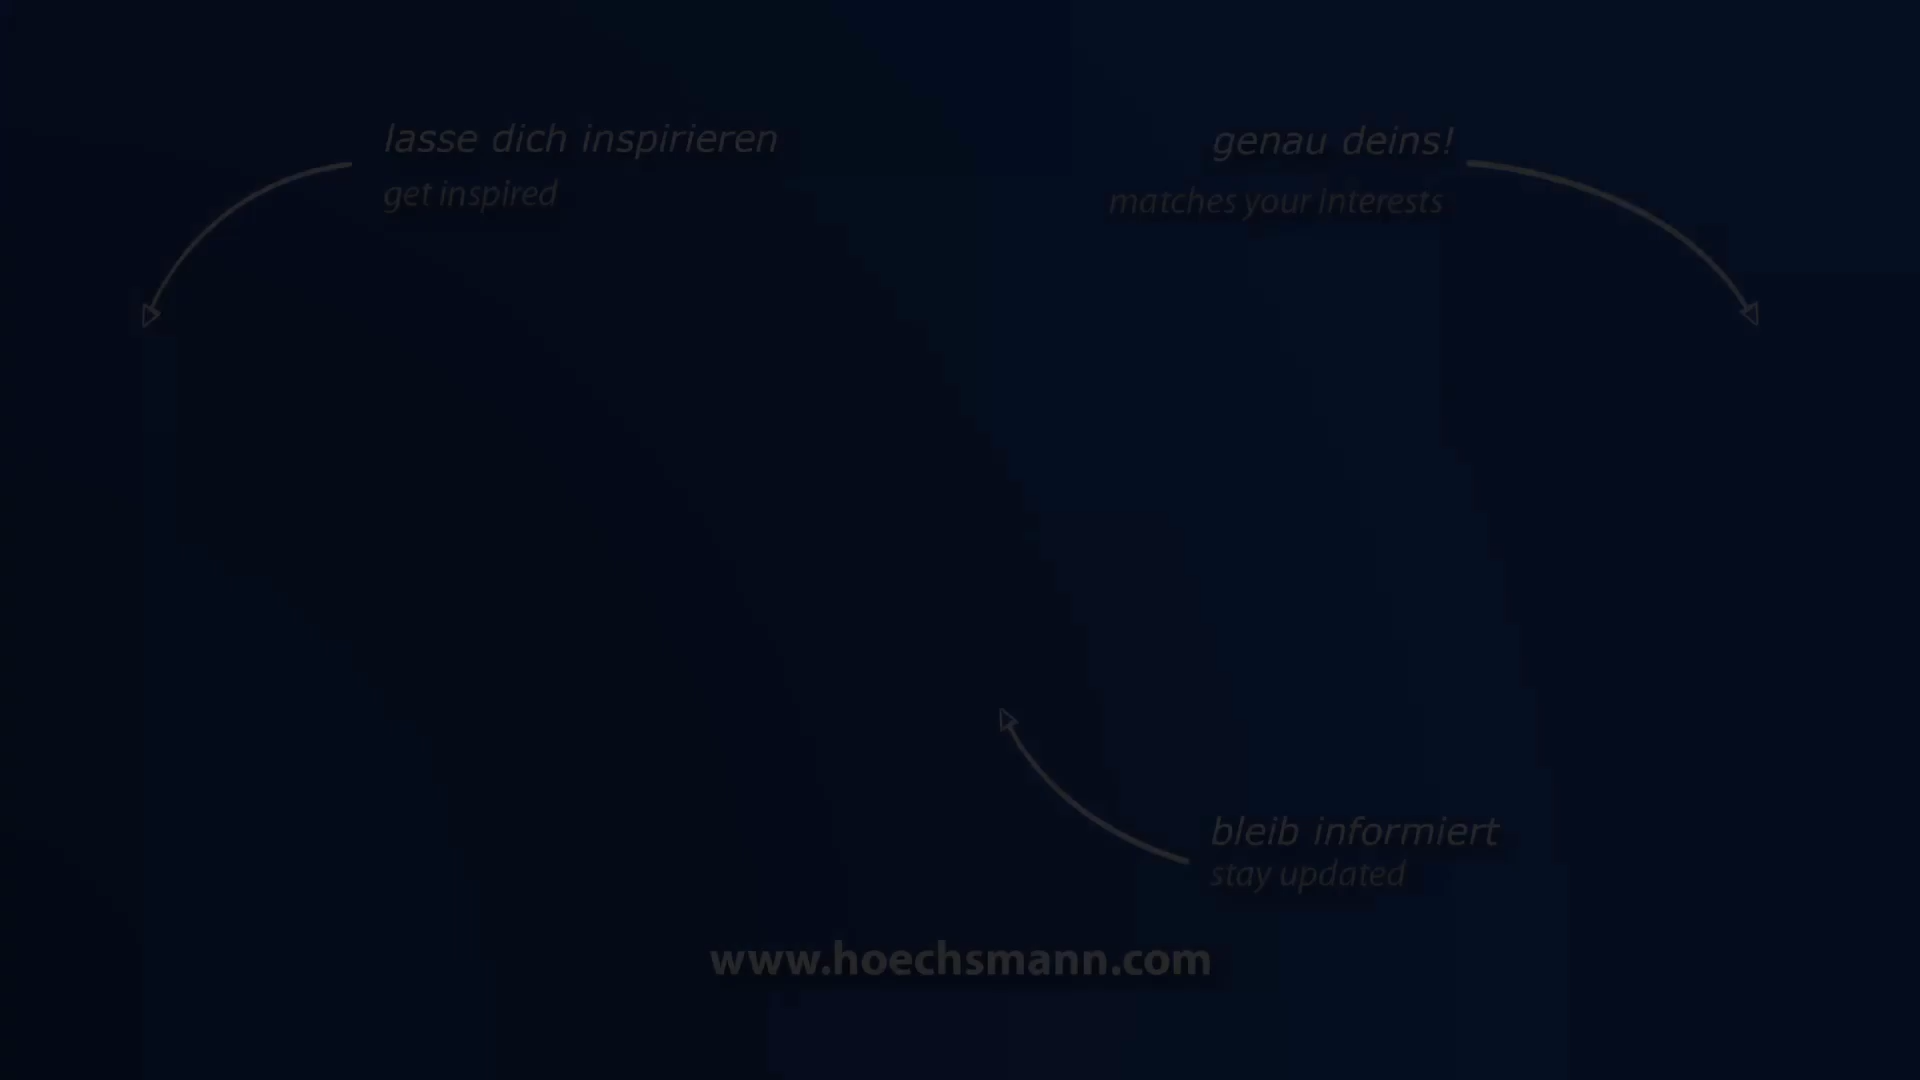 lasse dich inspirieren
get inspired
genau deins!
matches your interests
bleib informiert
stay updated
www.hoechsmann.com